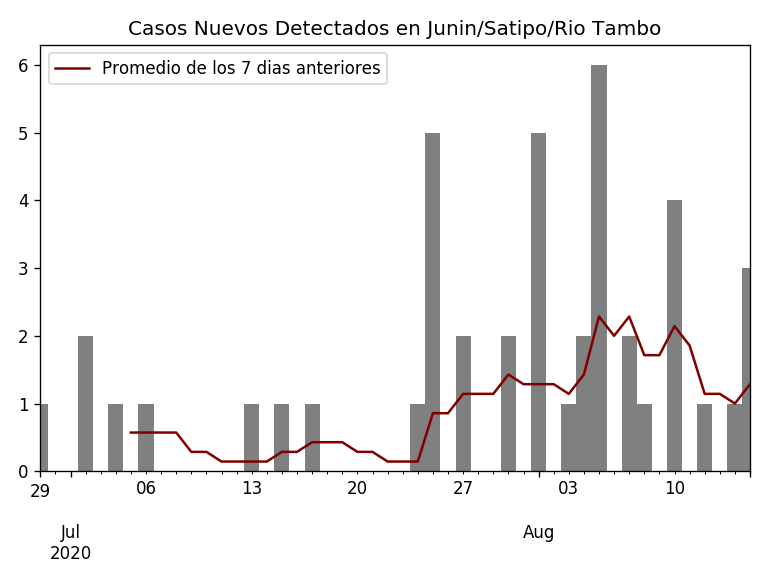 Casos Nuevos Detectados en Junin/Satipo/Rio Tambo
Promedio de los 7 dias anteriores
6
5
4
3
2
1
0
29 06 13 20 27 03 10
Jul Aug
2020